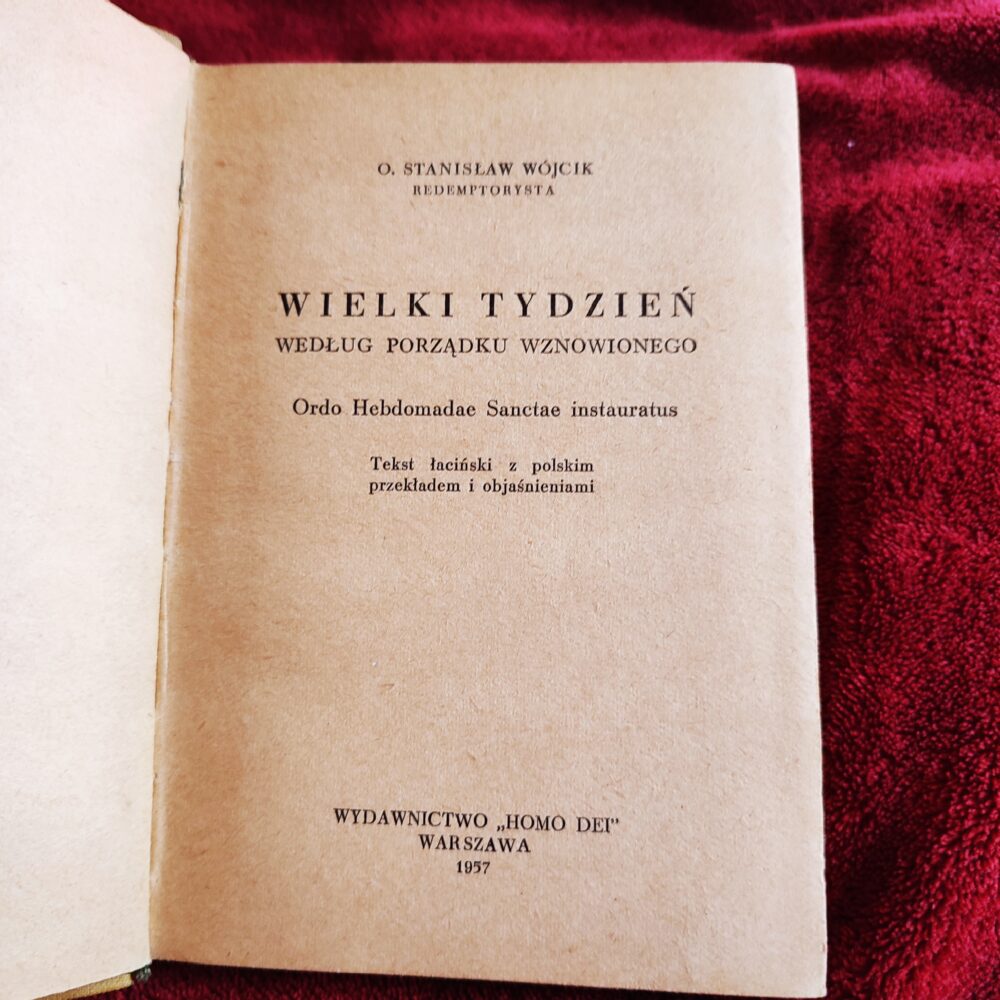 O. STANISŁAW WÓJCIK
REDEMPTORYSTA
WIELKI TYDZIEŃ
WEDŁUG PORZĄDKU WZNOWIONEGO
Ordo Hebdomadae Sanctae instauratus
Tekst łaciński z polskim
przekładem i objaśnieniami
WYDAWNICTWO „HOMO DEI”
WARSZAWA
1957